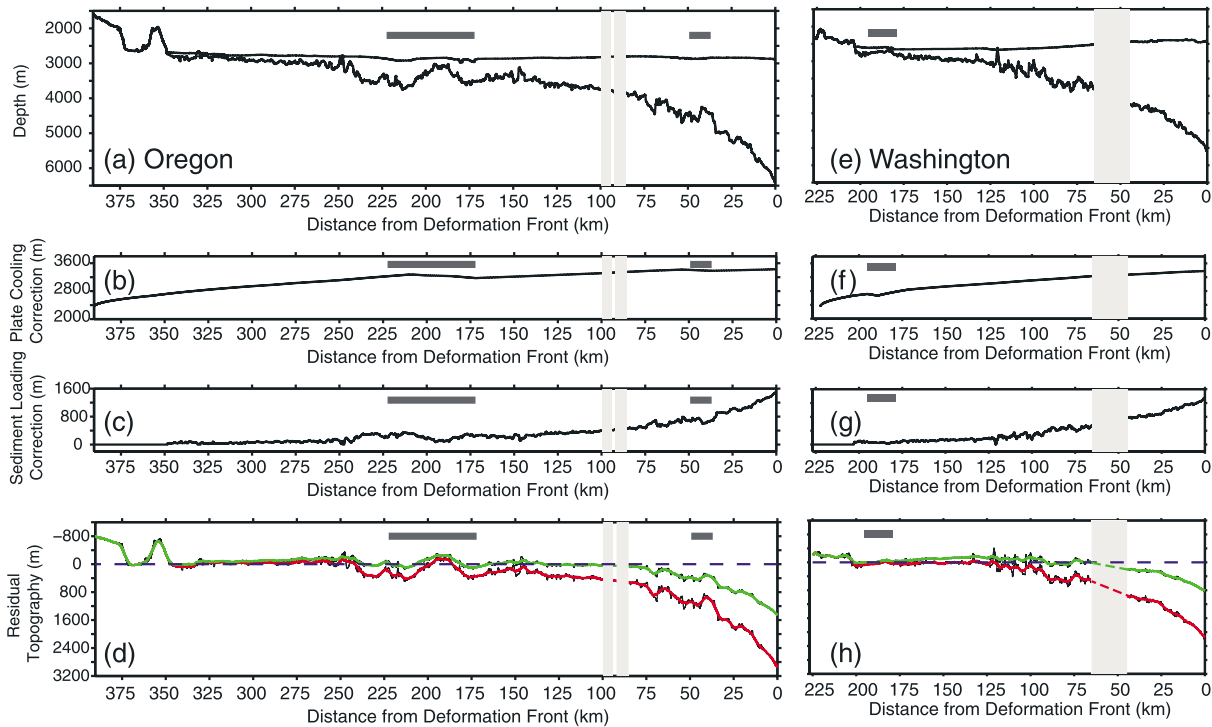 2000
3000
4000
5000
6000
Depth (m)
(a) Oregon
375 350 325 300 275 250 225 200 175 150 125 100 75 50 25 0
Distance from Deformation Front (km)
(e) Washington
225 200 175 150 125 100 75 50 25 0
Distance from Deformation Front (km)
3600
2800
2000
Plate Cooling
Correction (m)
(b)
375 350 325 300 275 250 225 200 175 150 125 100 75 50 25 0
Distance from Deformation Front (km)
(f)
225 200 175 150 125 100 75 50 25 0
Distance from Deformation Front (km)
1600
800
0
Sediment Loading
Correction (m)
(c)
375 350 325 300 275 250 225 200 175 150 125 100 75 50 25 0
Distance from Deformation Front (km)
(g)
225 200 175 150 125 100 75 50 25 0
Distance from Deformation Front (km)
−800
0
800
1600
2400
3200
Residual
Topography (m)
(d)
375 350 325 300 275 250 225 200 175 150 125 100 75 50 25 0
Distance from Deformation Front (km)
(h)
225 200 175 150 125 100 75 50 25 0
Distance from Deformation Front (km)